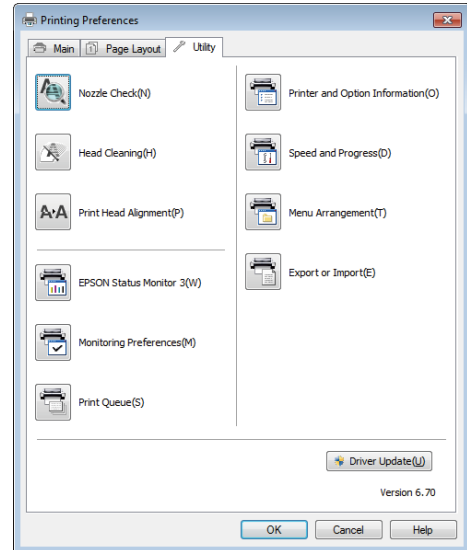 Printing Preferences
Main
Page Layout
Utility
Nozzle Check(N)
Head Cleaning(H)
Print Head Alignment(P)
EPSON Status Monitor 3(W)
Monitoring Preferences(M)
Print Queue(S)
Printer and Option Information(O)
Speed and Progress(D)
Menu Arrangement(T)
Export or Import(E)
Driver Update(U)
Version 6.70
OK
Cancel
Help